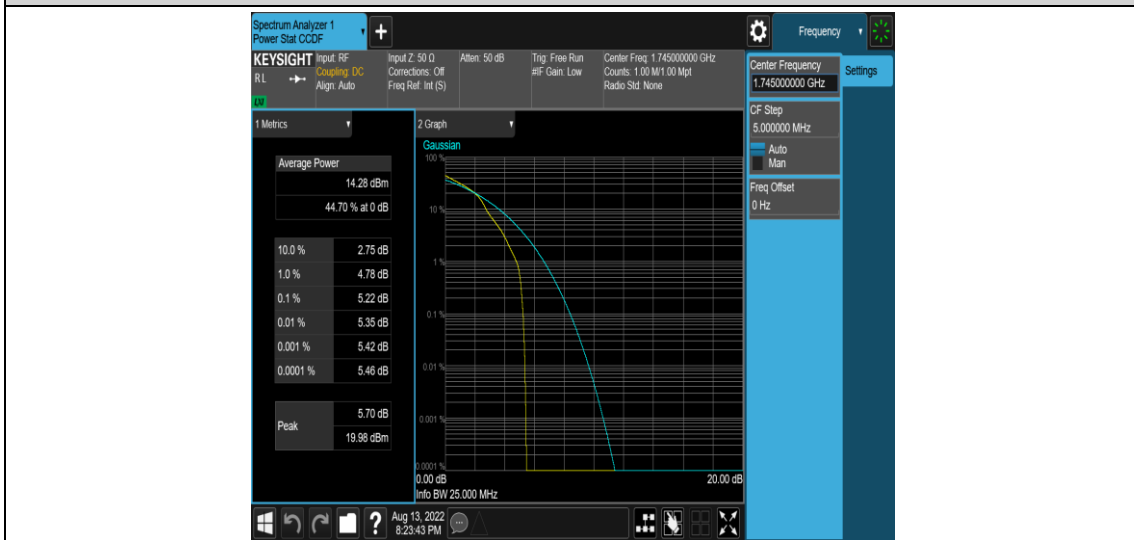 Spectrum Analyzer 1
Power Stat CCDF
+
Frequency
KEYSIGHT
RL
LXI
Input: RF
Coupling: DC
Align: Auto
Input Z: 50 Ω
Corrections: Off
Freq Ref: Int (S)
Atten: 50 dB
Trig: Free Run
#IF Gain: Low
Center Freq: 1.745000000 GHz
Counts: 1.00 M/1.00 Mpt
Radio Std: None
Center Frequency
1.745000000 GHz
Settings
CF Step
5.000000 MHz
Auto
Man
Freq Offset
0 Hz
1 Metrics
Average Power
14.28 dBm
44.70 % at 0 dB
10.0 % 2.75 dB
1.0 % 4.78 dB
0.1 % 5.22 dB
0.01 % 5.35 dB
0.001 % 5.42 dB
0.0001 % 5.46 dB
Peak
5.70 dB
19.98 dBm
2 Graph
Gaussian
100 %
10 %
1 %
0.1 %
0.01 %
0.001 %
0.0001 %
0.00 dB 20.00 dB
Info BW 25.000 MHz
?
Aug 13, 2022
8:23:43 PM